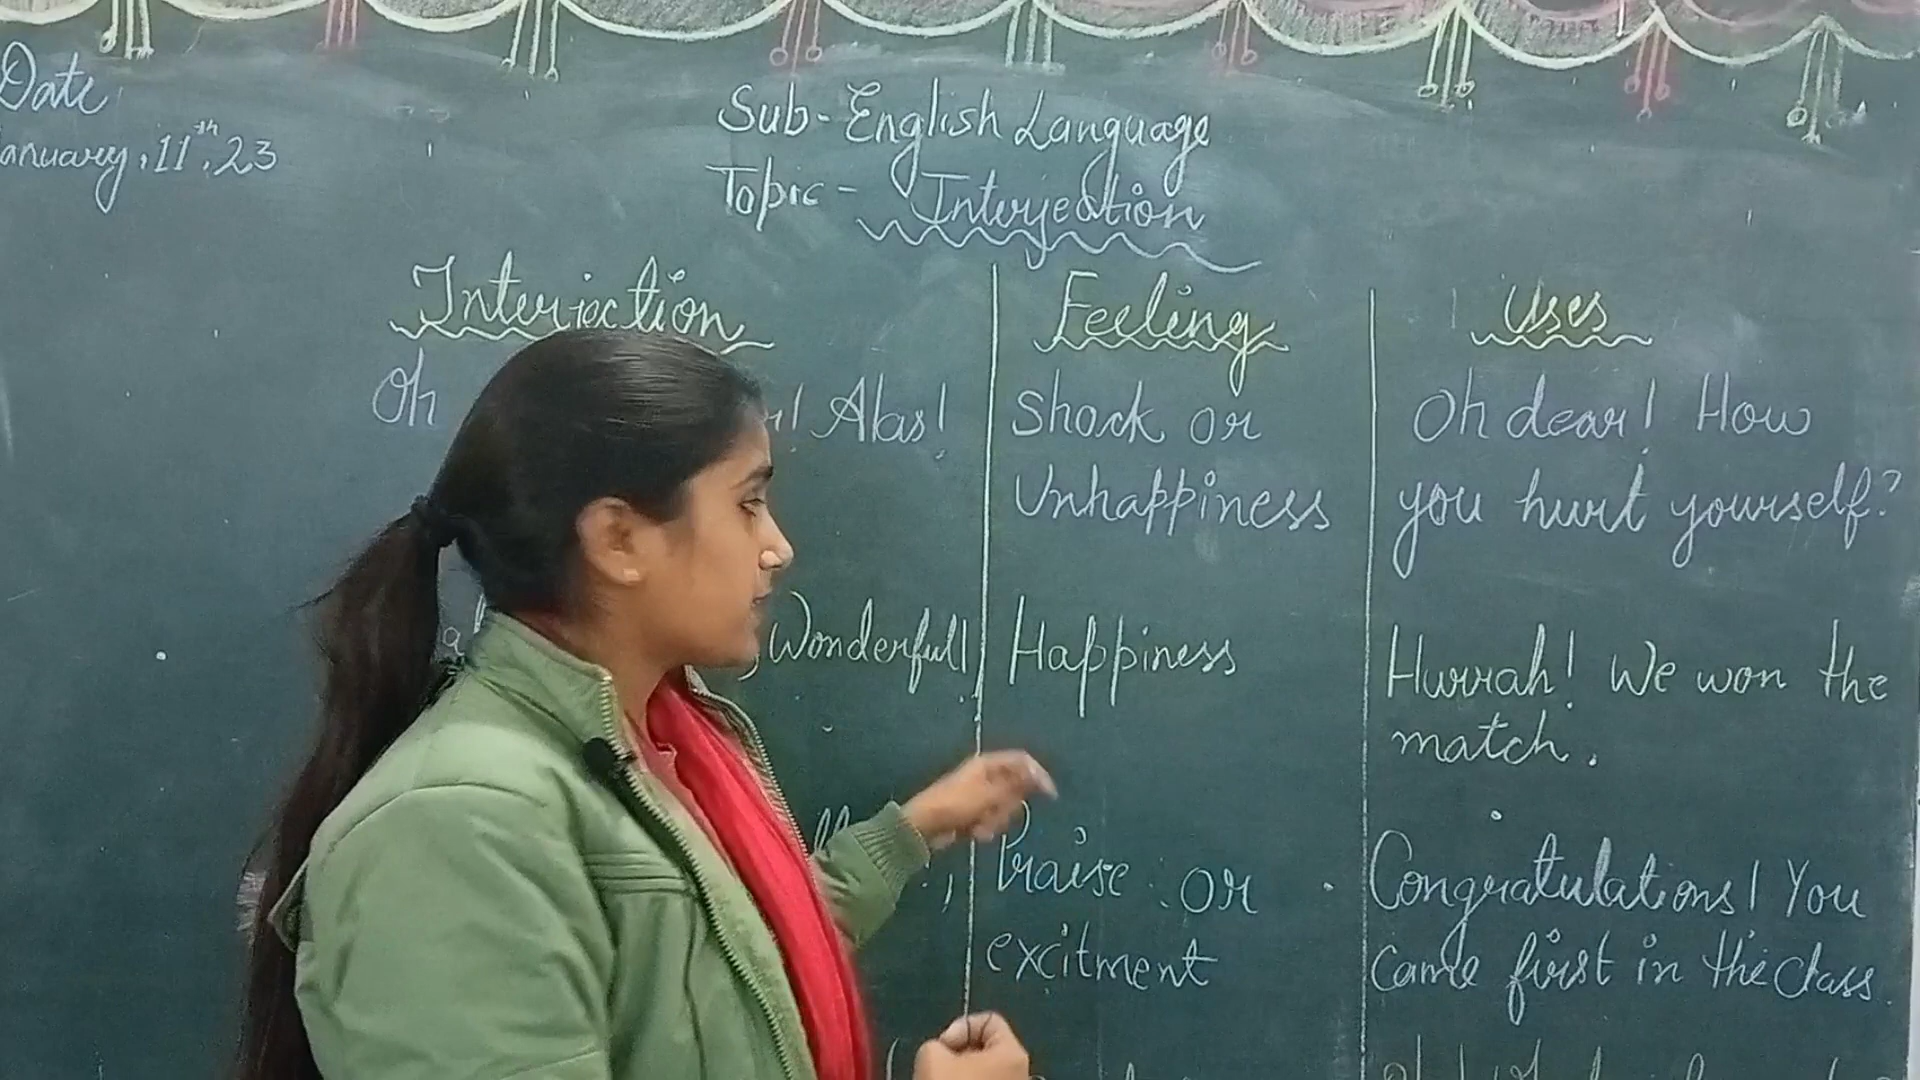 Date
January, 11th, 23
Sub- English Language
Topic - Interjection
Interjection Feeling Uses
Oh Alas! Shock or Oh dear! How
Unhappiness you hurt yourself?
Wonderful! Happiness Hurrah! We won the
match.
Praise or Congratulations! You
excitment came first in the class.